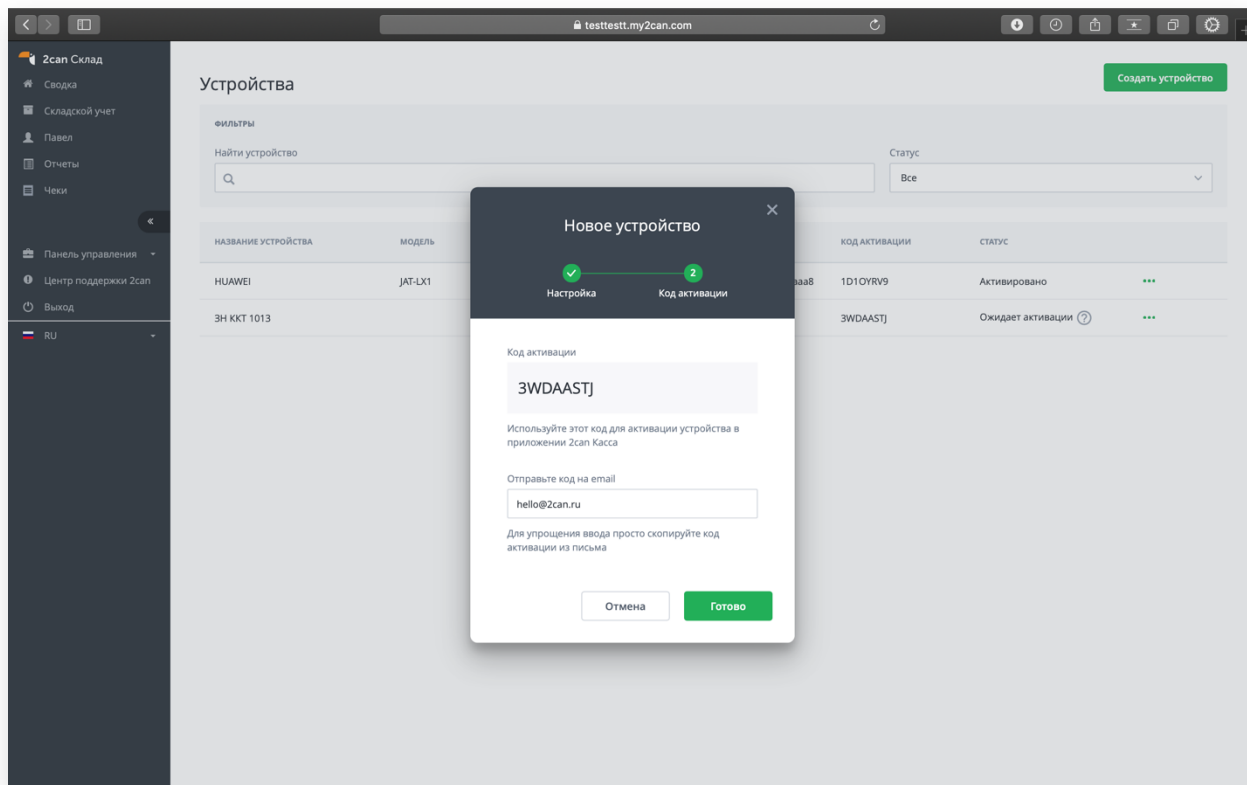 testtestt.my2can.com
2can Склад
Сводка
Складской учет
Павел
Отчеты
Чеки
Панель управления
Центр поддержки 2can
Выход
RU
Устройства
Создать устройство
ФИЛЬТРЫ
Найти устройство
Статус
Все
НАЗВАНИЕ УСТРОЙСТВА МОДЕЛЬ КОД АКТИВАЦИИ СТАТУС
HUAWEI JAT-LX1 1D1OYRV9 Активировано
ЗН ККТ 1013 3WDAASTJ Ожидает активации ?
Новое устройство
2
Настройка Код активации
Код активации
3WDAASTJ
Используйте этот код для активации устройства в
приложении 2can Касса
Отправьте код на email
hello@2can.ru
Для упрощения ввода просто скопируйте код
активации из письма
Отмена Готово